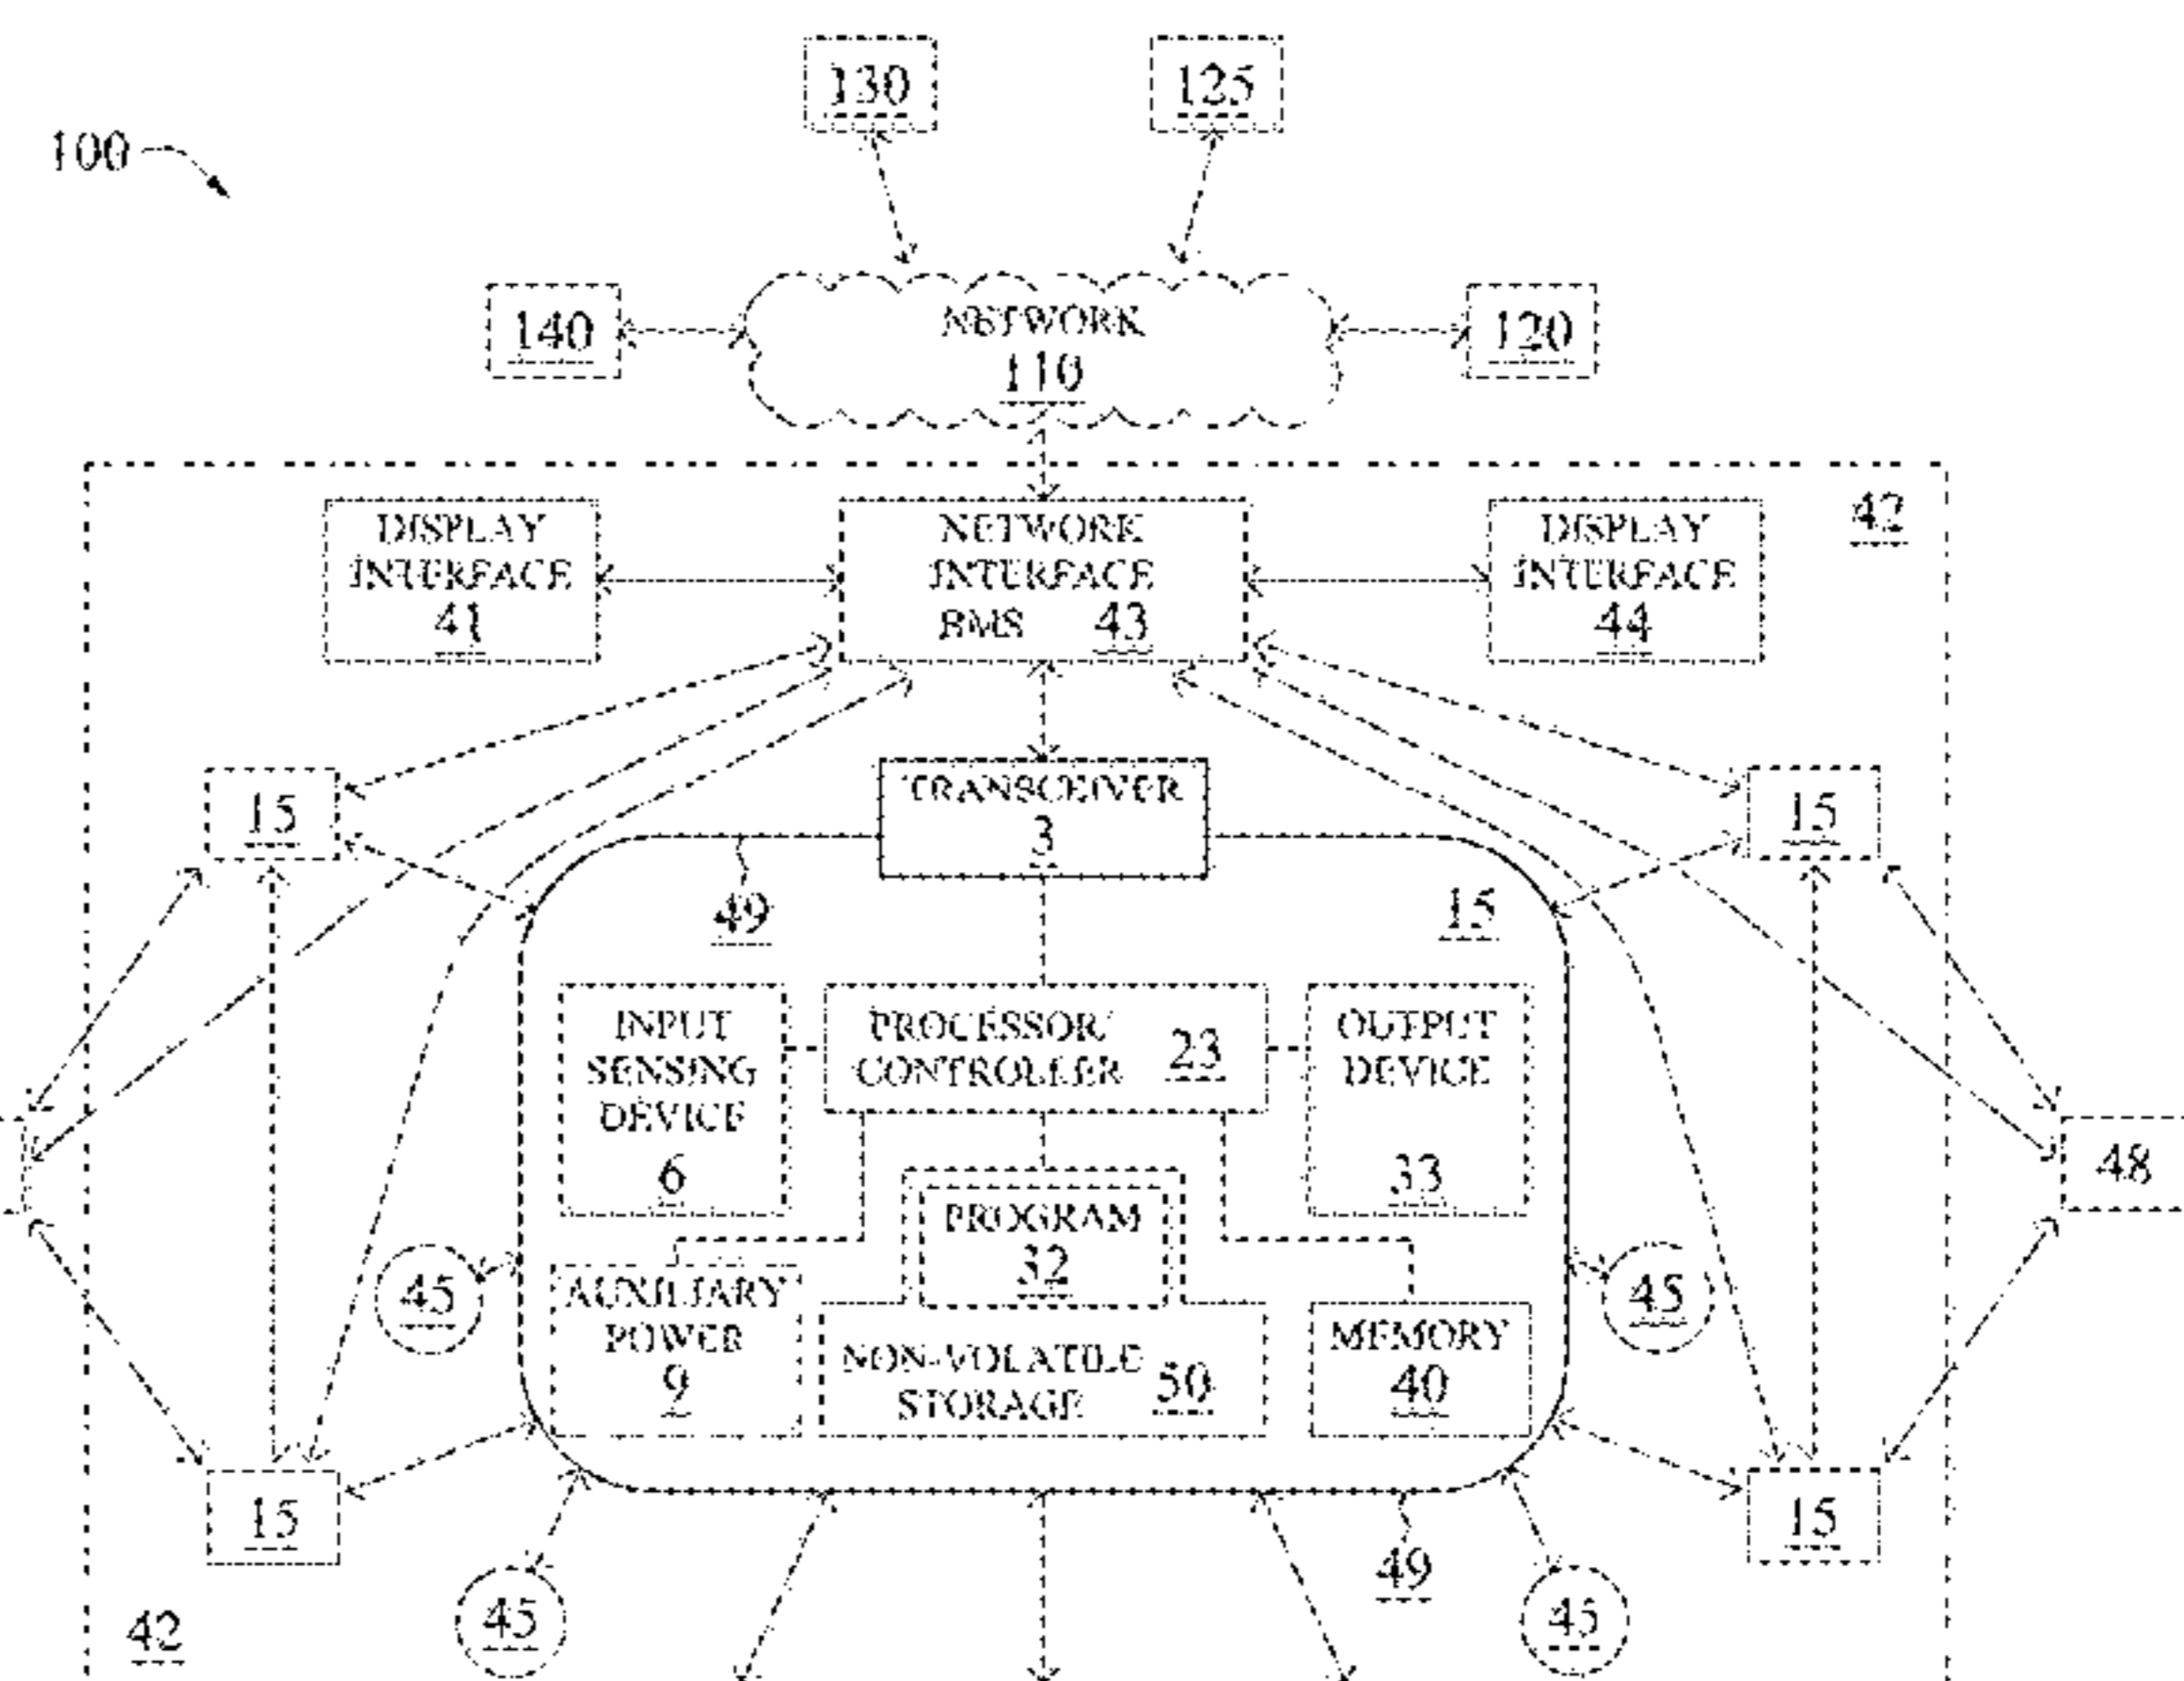 130
125
100
140
NETWORK
110
120
42
DISPLAY
INTERFACE
41
NETWORK
INTERFACE
BMS 43
DISPLAY
INTERFACE
44
15
TRANSCEIVER
3
15
49
15
INPUT
SENSING
DEVICE
6
PROCESSOR/
CONTROLLER 23
OUTPUT
DEVICE
33
48
PROGRAM
32
45
AUXILIARY
POWER
9
NON-VOLATILE
STORAGE 50
MEMORY
40
45
15
49
15
42
45
45